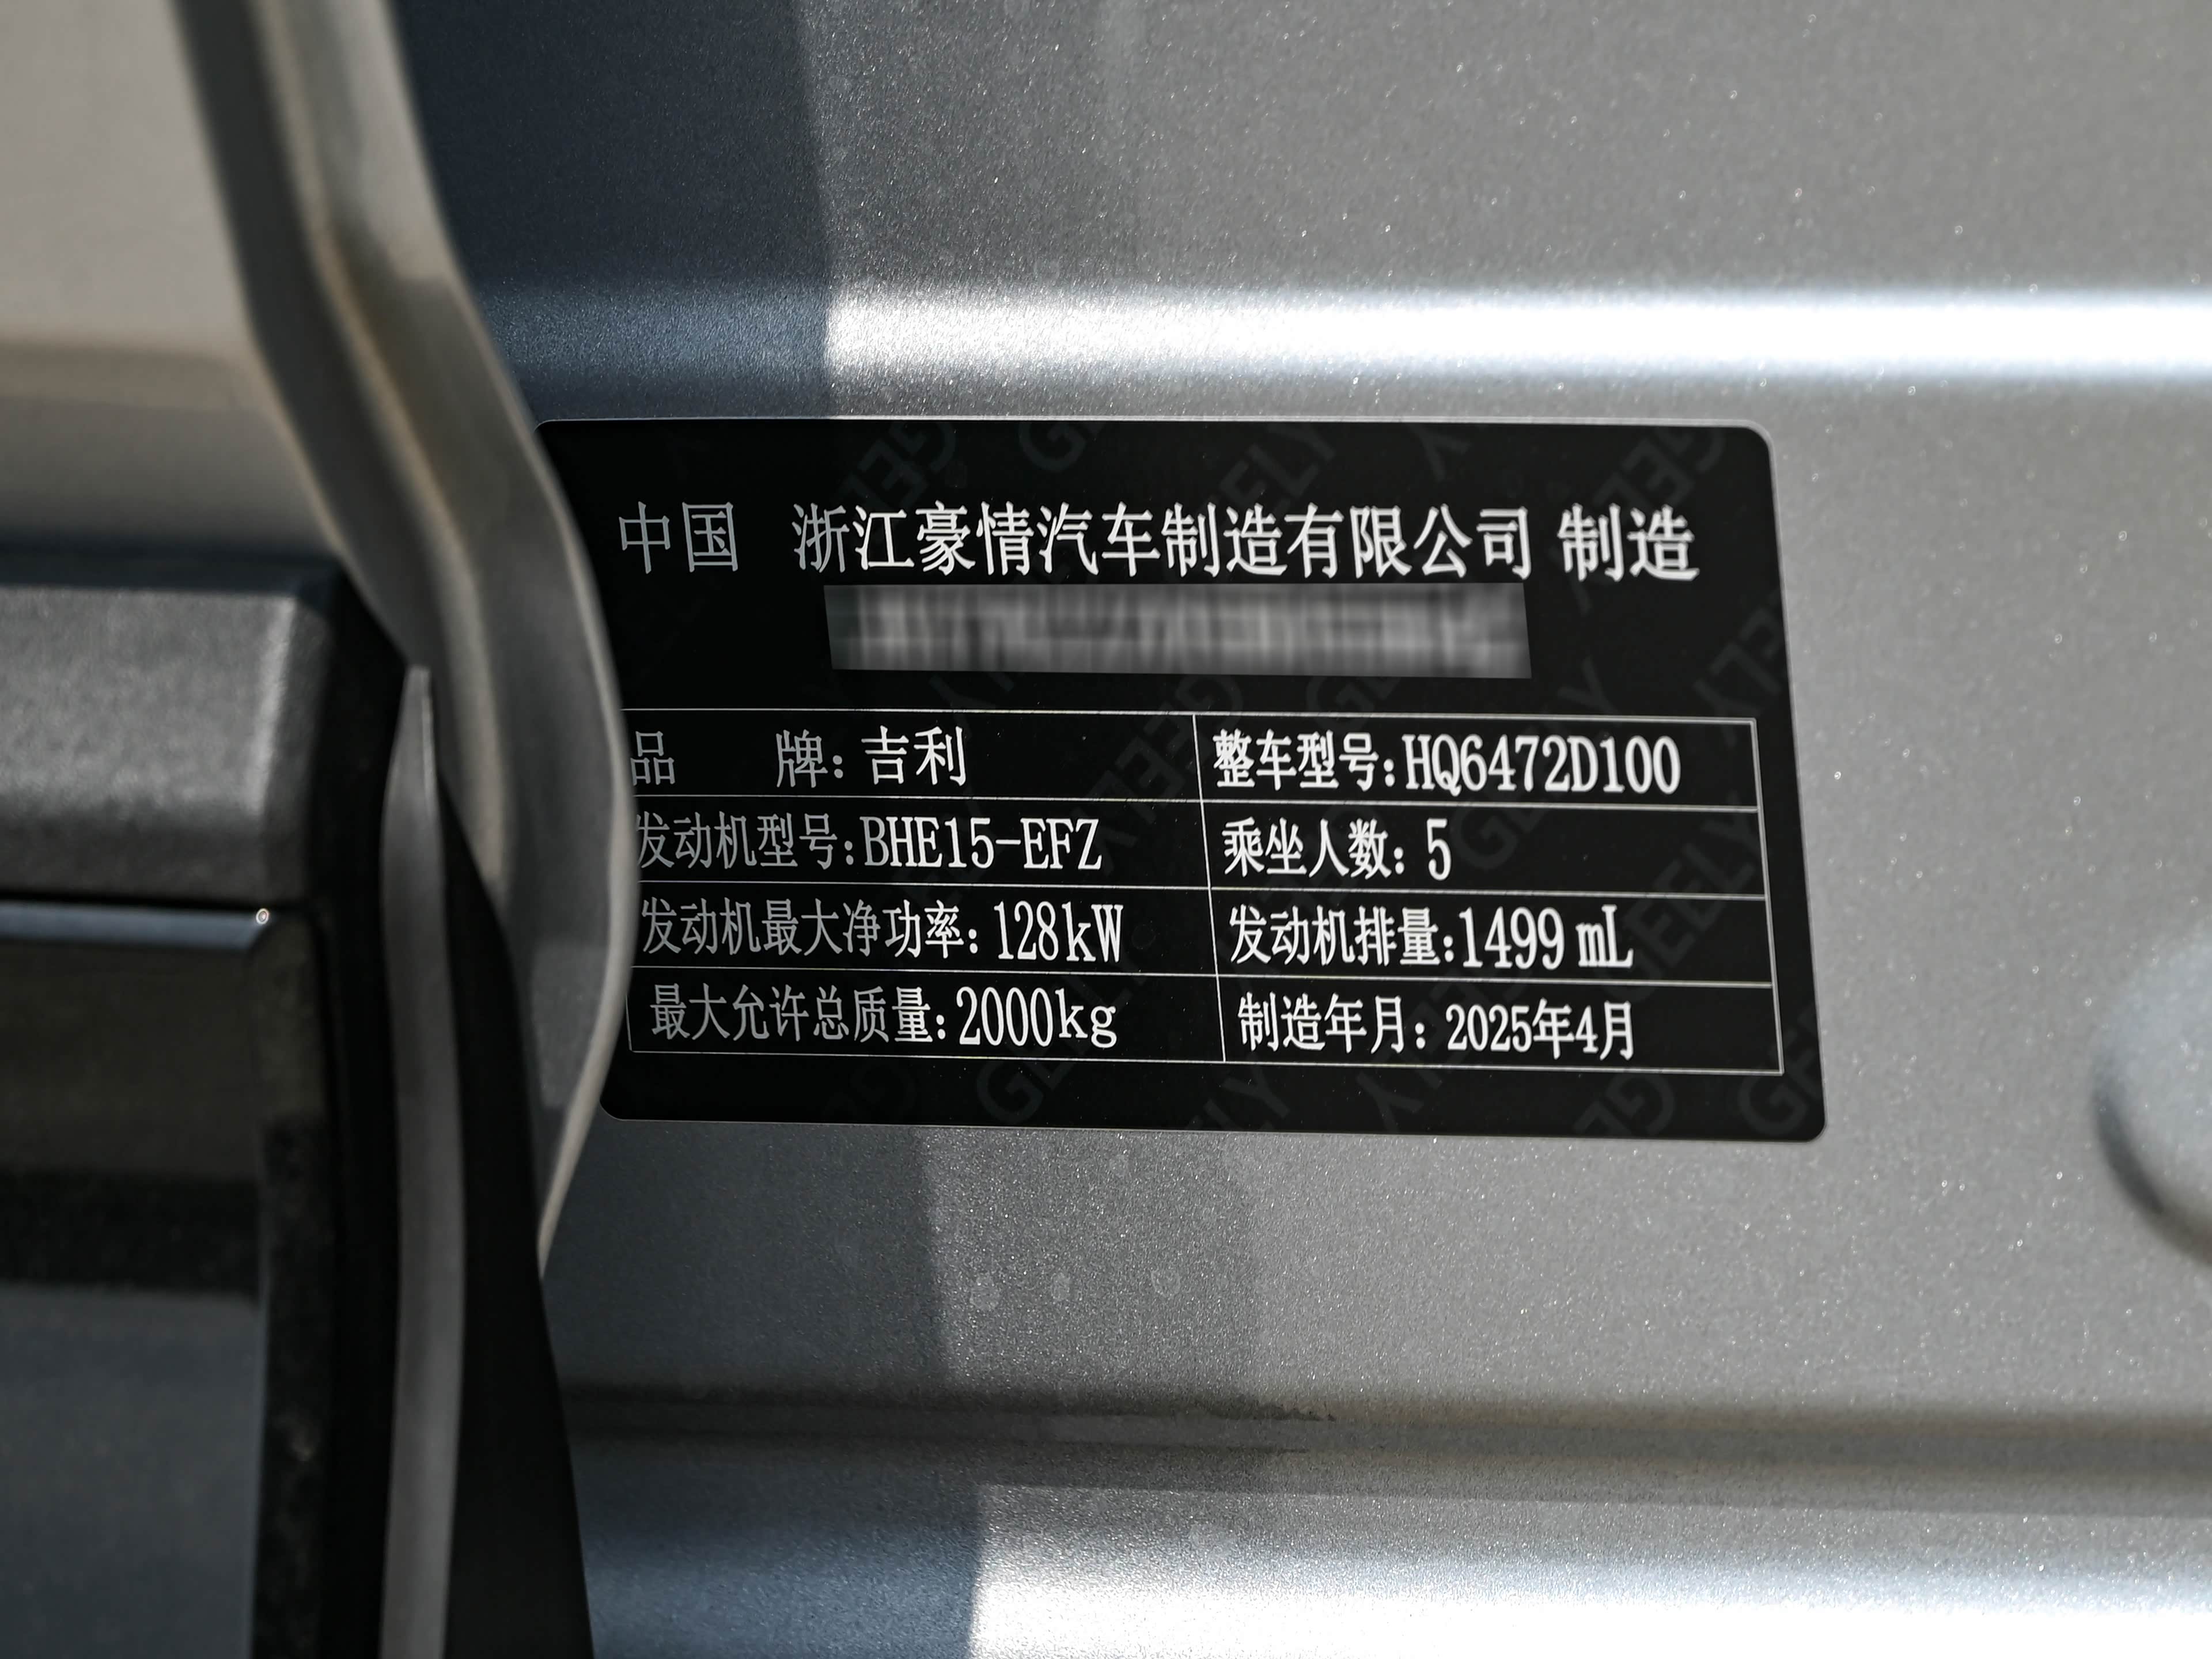 中国 浙江豪情汽车制造有限公司 制造
品 牌: 吉利 整车型号: HQ6472D100
发动机型号: BHE15-EFZ 乘坐人数: 5
发动机最大净功率: 128kW 发动机排量: 1499 mL
最大允许总质量: 2000kg 制造年月: 2025年4月